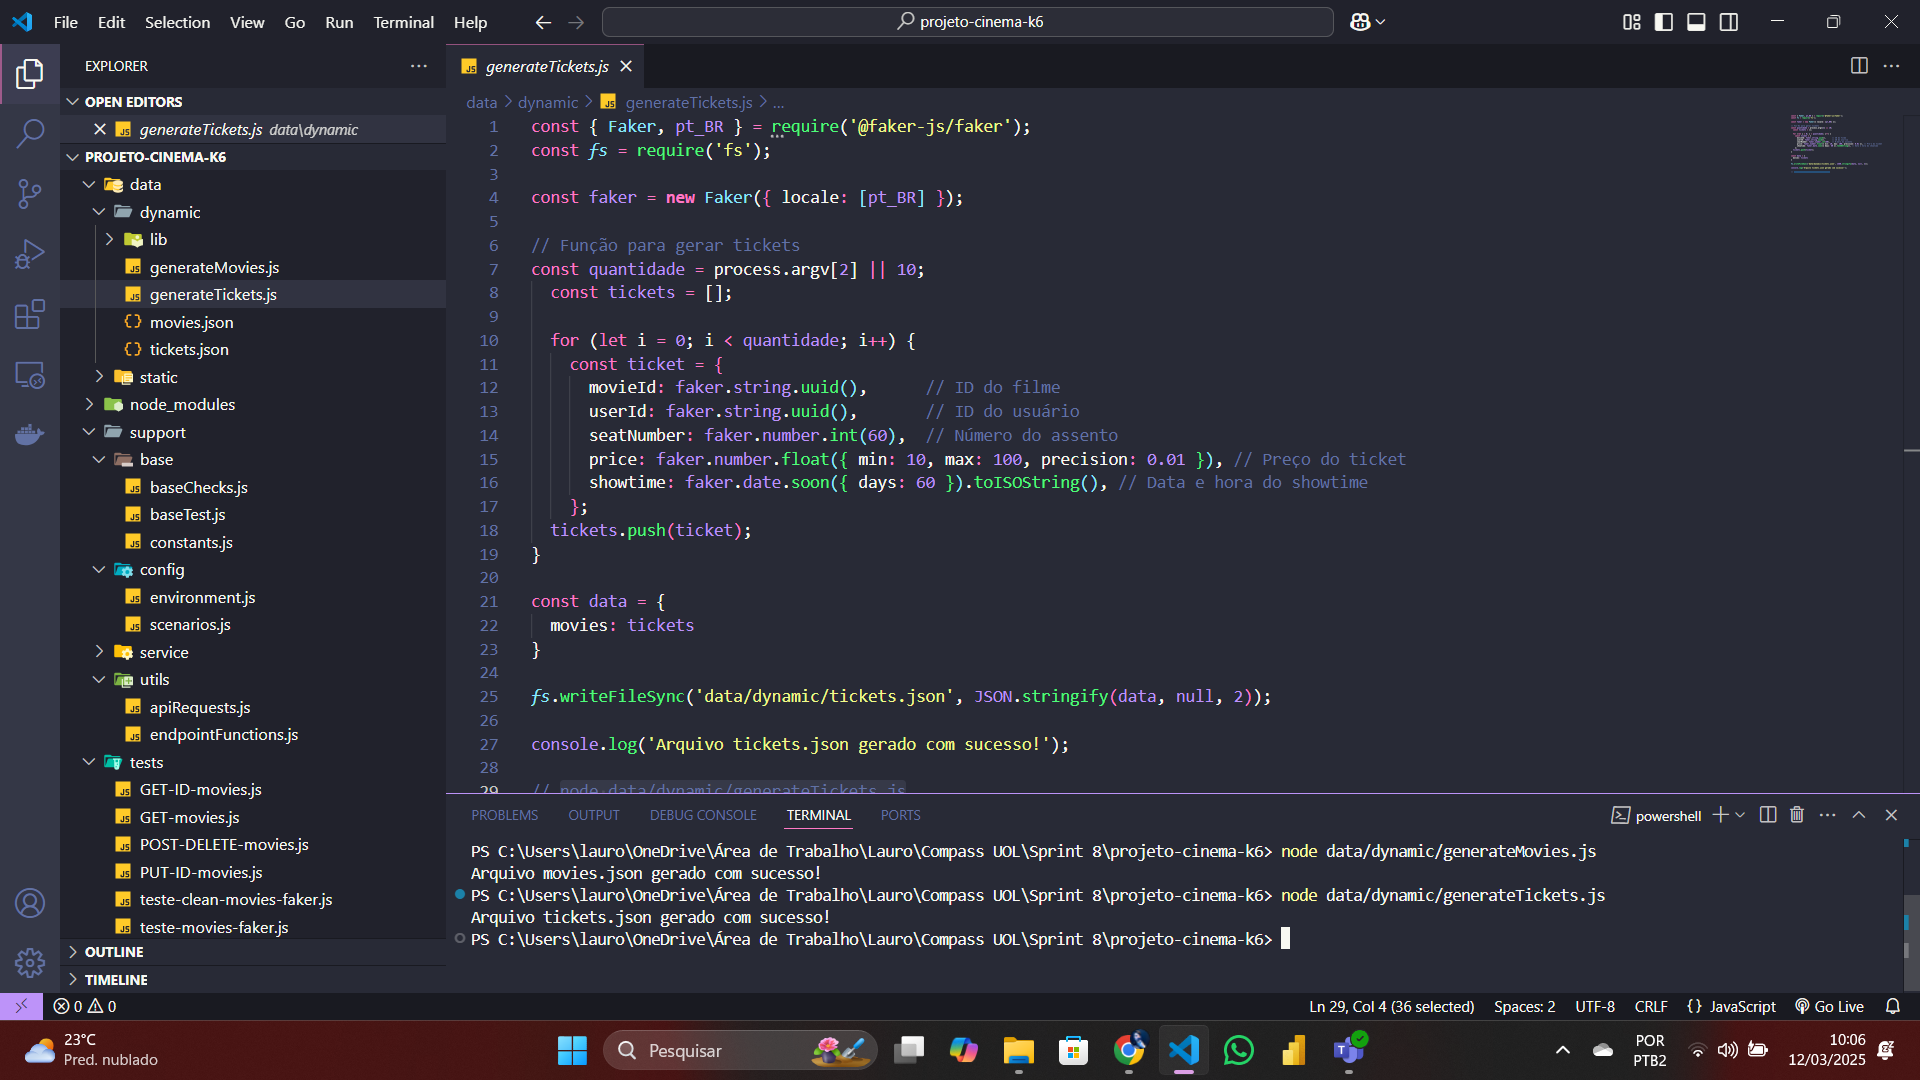 File Edit Selection View Go Run Terminal Help
projeto-cinema-k6
EXPLORER
OPEN EDITORS
generateTickets.js data\dynamic
PROJETO-CINEMA-K6
data
dynamic
lib
generateMovies.js
generateTickets.js
movies.json
tickets.json
static
node_modules
support
base
baseChecks.js
baseTest.js
constants.js
config
environment.js
scenarios.js
service
utils
apiRequests.js
endpointFunctions.js
tests
GET-ID-movies.js
GET-movies.js
POST-DELETE-movies.js
PUT-ID-movies.js
teste-clean-movies-faker.js
teste-movies-faker.js
OUTLINE
TIMELINE
generateTickets.js
data > dynamic > generateTickets.js > ...
1 const { Faker, pt_BR } = require('@faker-js/faker');
2 const fs = require('fs');
3
4 const faker = new Faker({ locale: [pt_BR] });
5
6 // Função para gerar tickets
7 const quantidade = process.argv[2] || 10;
8 const tickets = [];
9
10 for (let i = 0; i < quantidade; i++) {
11 const ticket = {
12 movieId: faker.string.uuid(), // ID do filme
13 userId: faker.string.uuid(), // ID do usuário
14 seatNumber: faker.number.int(60), // Número do assento
15 price: faker.number.float({ min: 10, max: 100, precision: 0.01 }), // Preço do ticket
16 showtime: faker.date.soon({ days: 60 }).toISOString(), // Data e hora do showtime
17 };
18 tickets.push(ticket);
19 }
20
21 const data = {
22 movies: tickets
23 }
24
25 fs.writeFileSync('data/dynamic/tickets.json', JSON.stringify(data, null, 2));
26
27 console.log('Arquivo tickets.json gerado com sucesso!');
28
29 // node data/dynamic/generateTickets.js
PROBLEMS OUTPUT DEBUG CONSOLE TERMINAL PORTS
powershell
PS C:\Users\lauro\OneDrive\Área de Trabalho\Lauro\Compass UOL\Sprint 8\projeto-cinema-k6> node data/dynamic/generateMovies.js
Arquivo movies.json gerado com sucesso!
PS C:\Users\lauro\OneDrive\Área de Trabalho\Lauro\Compass UOL\Sprint 8\projeto-cinema-k6> node data/dynamic/generateTickets.js
Arquivo tickets.json gerado com sucesso!
PS C:\Users\lauro\OneDrive\Área de Trabalho\Lauro\Compass UOL\Sprint 8\projeto-cinema-k6>
0 0
Ln 29, Col 4 (36 selected) Spaces: 2 UTF-8 CRLF {} JavaScript Go Live
23°C
Pred. nublado
Pesquisar
POR
PTB2
10:06
12/03/2025